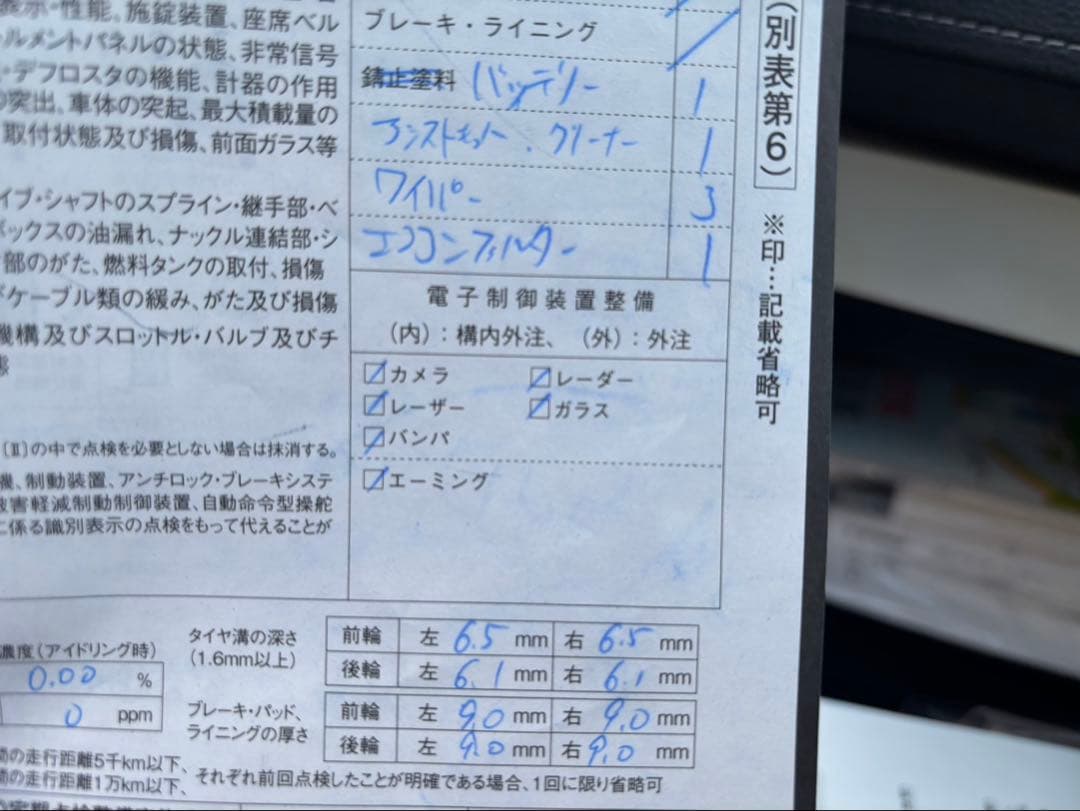 表示・性能、施錠装置、座席ベル
ルメントパネルの状態、非常信号
・デフロスタの機能、計器の作用
の突出、車体の突起、最大積載量の
取付状態及び損傷、前面ガラス等
イブ・シャフトのスプライン・継手部・ベ
ボックスの油漏れ、ナックル連結部・シ
部のがた、燃料タンクの取付、損傷
ドケーブル類の緩み、がた及び損傷
機構及びスロットル・バルブ及びチ
態
〔Ⅱ〕の中で点検を必要としない場合は抹消する。
機、制動装置、アンチロック・ブレーキシステ
被害軽減制動制御装置、自動命令型操舵
に係る識別表示の点検をもって代えることが
ブレーキ・ライニング
錆止塗料 バッテリー 1
エンストキット・クリーナー 1
ワイパー 3
エアコンフィルター 1
電子制御装置整備
(内):構内外注、(外):外注
カメラ レーダー
レーザー ガラス
バンパ
エーミング
(別表第6)
※印…記載省略可
濃度(アイドリング時)
0.00 %
0 ppm
タイヤ溝の深さ
(1.6mm以上)
前輪 左 6.5 mm 右 6.5 mm
後輪 左 6.1 mm 右 6.1 mm
ブレーキ・パッド、
ライニングの厚さ
前輪 左 9.0 mm 右 9.0 mm
後輪 左 9.0 mm 右 9.0 mm
の走行距離5千km以下、
の走行距離1万km以下、
それぞれ前回点検したことが明確である場合、1回に限り省略可